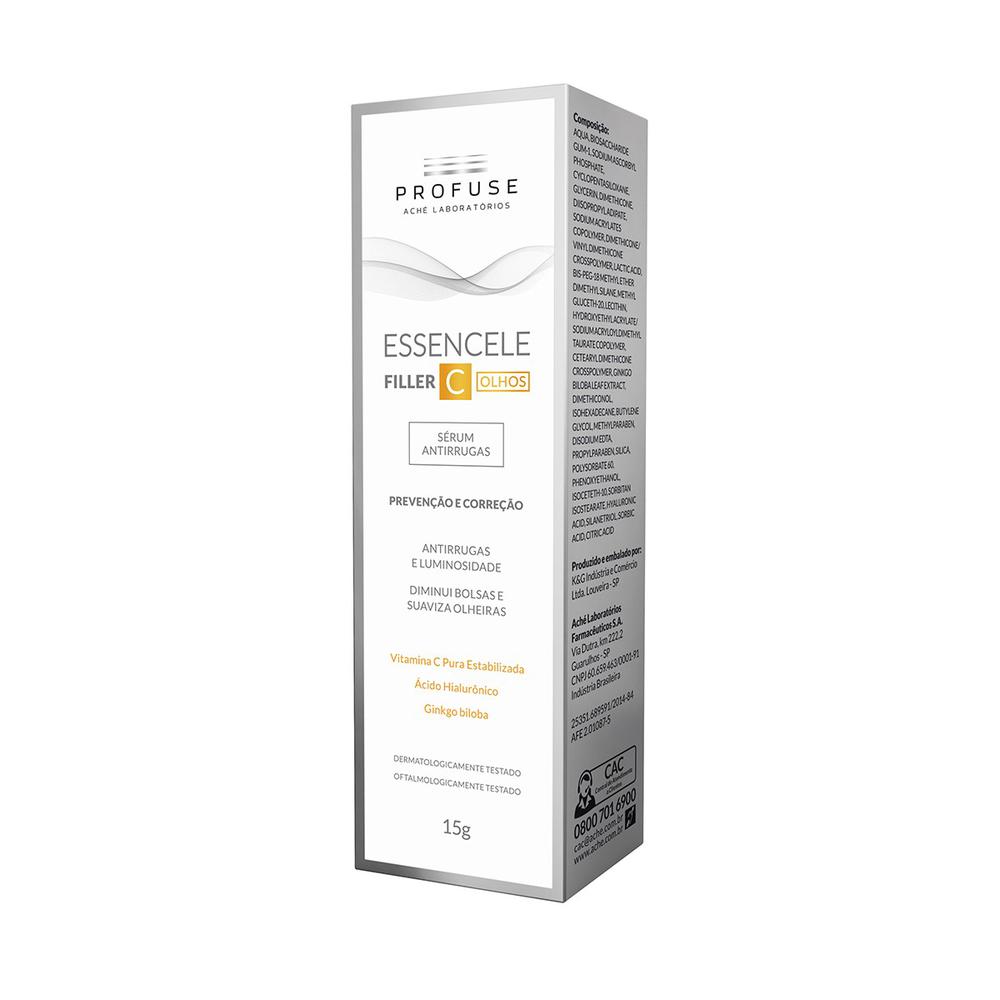 PROFUSE
ACHÉ LABORATÓRIOS
ESSENCELE
FILLER C OLHOS
SÉRUM
ANTIRRUGAS
PREVENÇÃO E CORREÇÃO
ANTIRRUGAS
E LUMINOSIDADE
DIMINUI BOLSAS E
SUAVIZA OLHEIRAS
Vitamina C Pura Estabilizada
Ácido Hialurônico
Ginkgo biloba
DERMATOLOGICAMENTE TESTADO
OFTALMOLOGICAMENTE TESTADO
15g
Composição:
AQUA, BIOSACCHARIDE
GUM-1, SODIUM ASCORBYL
PHOSPHATE,
CYCLOPENTASILOXANE,
GLYCERIN, DIMETHICONE,
DIISOPROPYL ADIPATE,
SODIUM ACRYLATES
COPOLYMER, DIMETHICONE/
VINYL DIMETHICONE
CROSSPOLYMER, LACTIC ACID,
BIS-PEG-18 METHYL ETHER
DIMETHYL SILANE, METHYL
GLUCETH-20, LECITHIN,
HYDROXYETHYL ACRYLATE/
SODIUM ACRYLOYLDIMETHYL
TAURATE COPOLYMER,
CETEARYL DIMETHICONE
CROSSPOLYMER, GINKGO
BILOBA LEAF EXTRACT,
DIMETHICONOL,
ISOHEXADECANE, BUTYLENE
GLYCOL, METHYLPARABEN,
DISODIUM EDTA,
PROPYLPARABEN, SILICA,
POLYSORBATE 60,
PHENOXYETHANOL,
ISOCETETH-10, SORBITAN
ISOSTEARATE, HYALURONIC
ACID, SILANETRIOL, SORBIC
ACID, CITRIC ACID
Produzido e embalado por:
K&G Indústria e Comércio
Ltda. Louveira - SP
Aché Laboratórios
Farmacêuticos S.A.
Via Dutra, km 222,2
Guarulhos - SP
CNPJ 60.659.463/0001-91
Indústria Brasileira
25351.689591/2014-84
AFE 2.01087-5
CAC
Central de Atendimento
a Clientes
0800 701 6900
cac@ache.com.br
www.ache.com.br